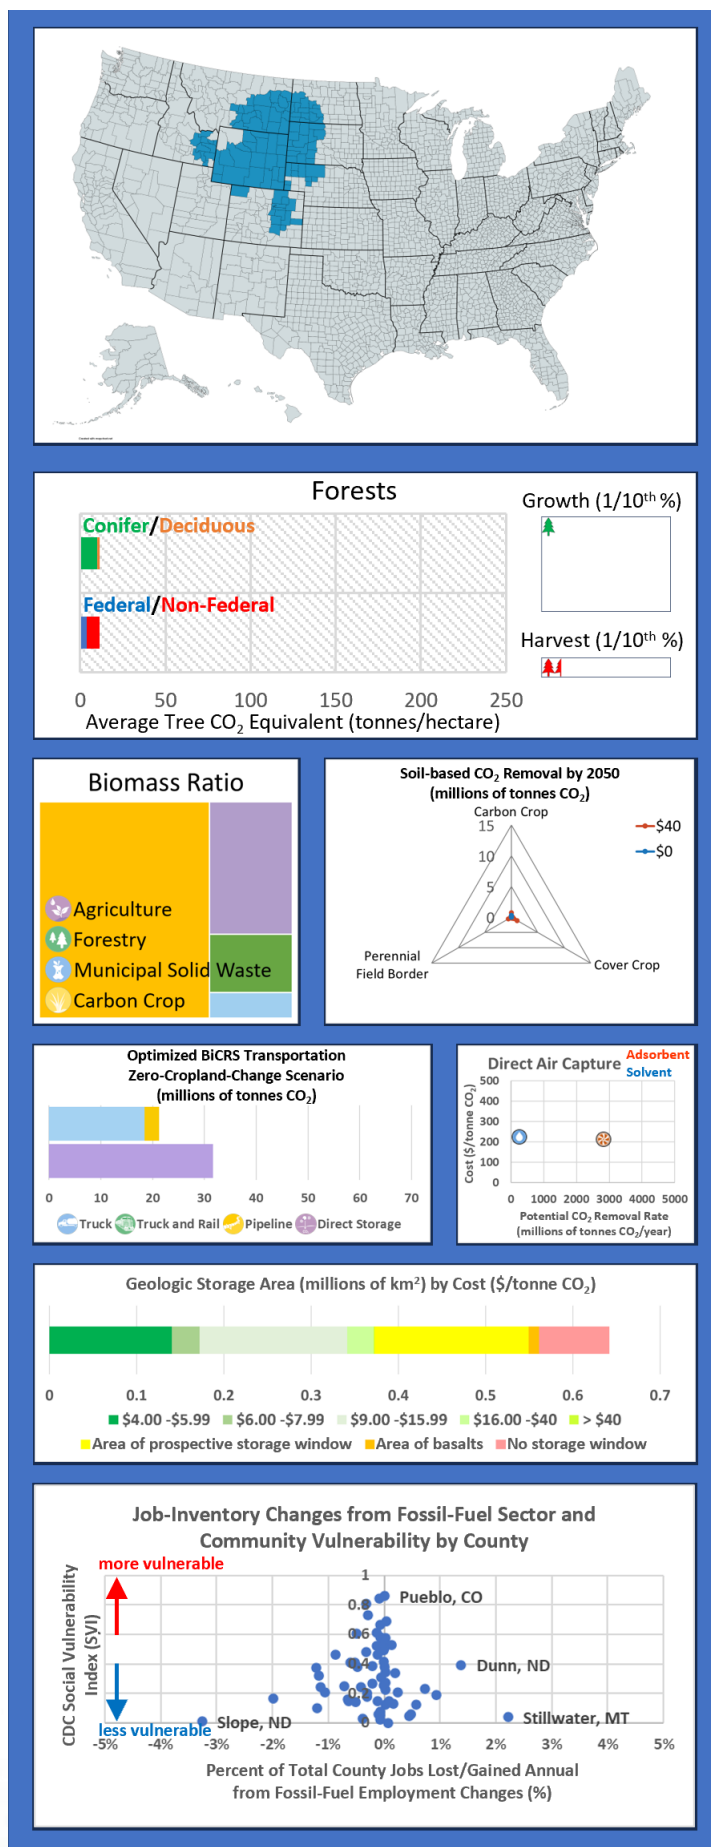 Forests
Conifer/Deciduous
Federal/Non-Federal
0 50 100 150 200 250
Average Tree CO2 Equivalent (tonnes/hectare)
Growth (1/10th %)
Harvest (1/10th %)
Biomass Ratio
Agriculture
Forestry
Municipal Solid Waste
Carbon Crop
Soil-based CO2 Removal by 2050
(millions of tonnes CO2)
Carbon Crop
15
10
5
0
$40
$0
Perennial
Field Border
Cover Crop
Optimized BiCRS Transportation
Zero-Cropland-Change Scenario
(millions of tonnes CO2)
0 10 20 30 40 50 60 70
Truck Truck and Rail Pipeline Direct Storage
Direct Air Capture
Adsorbent
Solvent
Cost ($/tonne CO2)
500
400
300
200
100
0
0 1000 2000 3000 4000 5000
Potential CO2 Removal Rate
(millions of tonnes CO2/year)
Geologic Storage Area (millions of km2) by Cost ($/tonne CO2)
0 0.1 0.2 0.3 0.4 0.5 0.6 0.7
$4.00 -$5.99 $6.00 -$7.99 $9.00 -$15.99 $16.00 -$40 > $40
Area of prospective storage window Area of basalts No storage window
Job-Inventory Changes from Fossil-Fuel Sector and
Community Vulnerability by County
more vulnerable
less vulnerable
CDC Social Vulnerability
Index (SVI)
1
0.8
0.6
0.4
0.2
0
Pueblo, CO
Dunn, ND
Stillwater, MT
Slope, ND
-5% -4% -3% -2% -1% 0% 1% 2% 3% 4% 5%
Percent of Total County Jobs Lost/Gained Annual
from Fossil-Fuel Employment Changes (%)